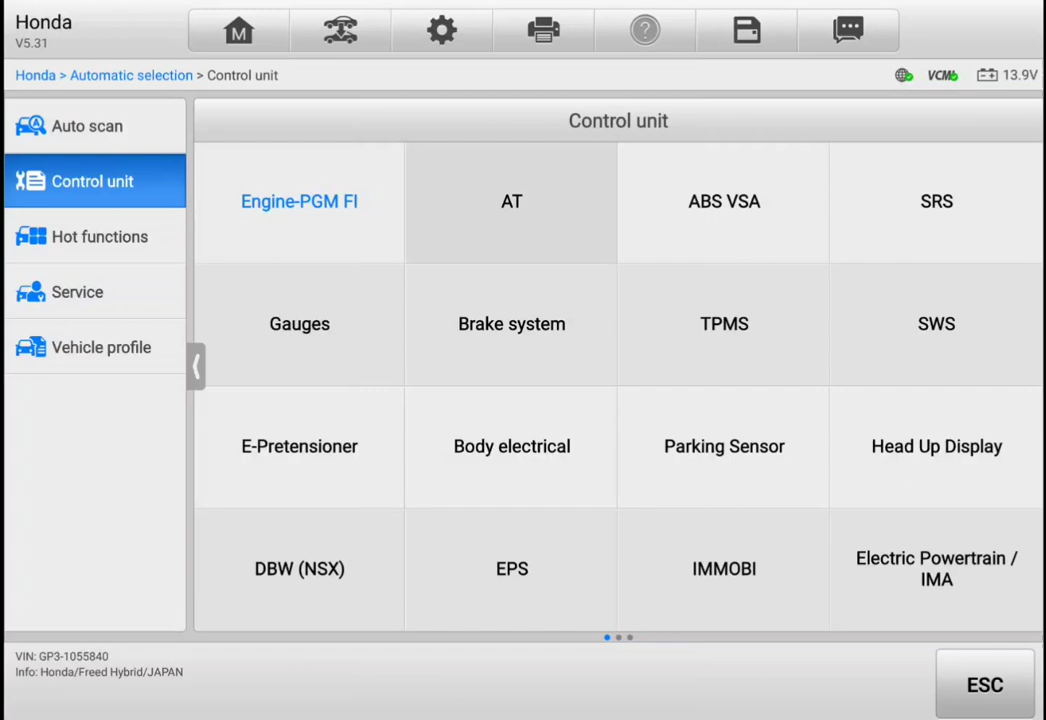 Honda
V5.31
M
?
Honda > Automatic selection > Control unit
VCMI
13.9V
Auto scan
Control unit
Hot functions
Service
Vehicle profile
Control unit
Engine-PGM FI
AT
ABS VSA
SRS
Gauges
Brake system
TPMS
SWS
E-Pretensioner
Body electrical
Parking Sensor
Head Up Display
DBW (NSX)
EPS
IMMOBI
Electric Powertrain /
IMA
VIN: GP3-1055840
Info: Honda/Freed Hybrid/JAPAN
ESC